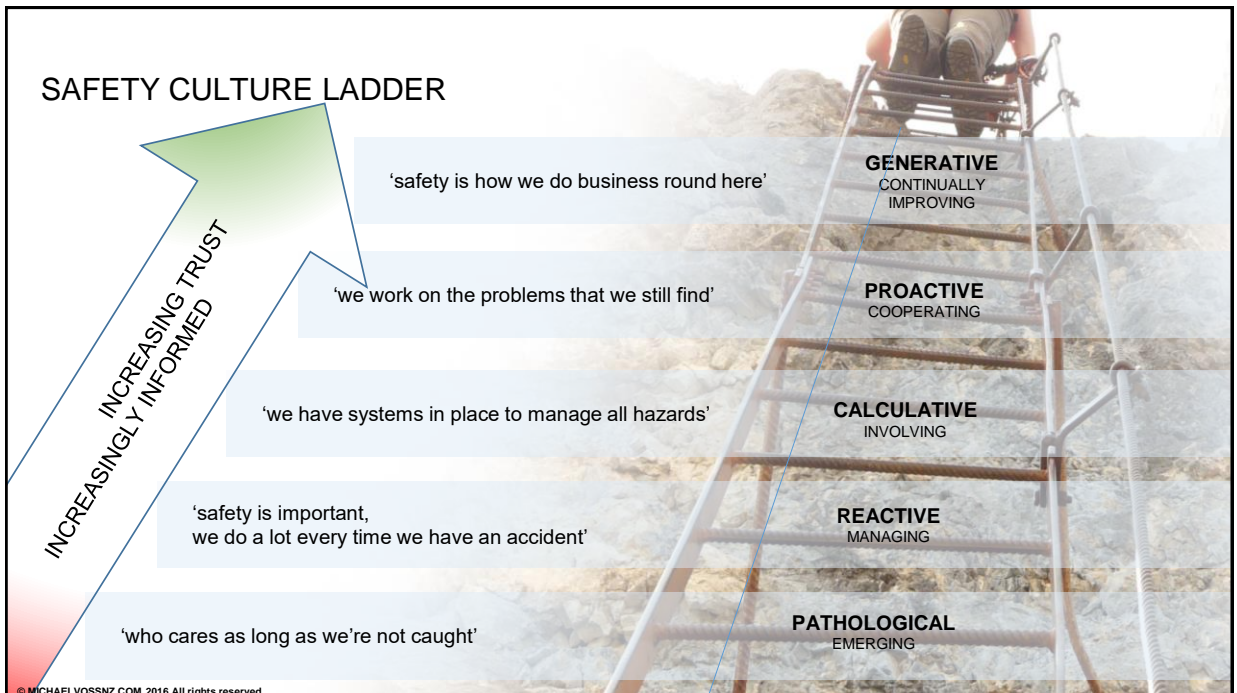 SAFETY CULTURE LADDER
INCREASING TRUST
INCREASINGLY INFORMED
‘safety is how we do business round here’
GENERATIVE
CONTINUALLY
IMPROVING
‘we work on the problems that we still find’
PROACTIVE
COOPERATING
‘we have systems in place to manage all hazards’
CALCULATIVE
INVOLVING
‘safety is important,
we do a lot every time we have an accident’
REACTIVE
MANAGING
‘who cares as long as we’re not caught’
PATHOLOGICAL
EMERGING
© MICHAELVOSSNZ.COM 2016 All rights reserved